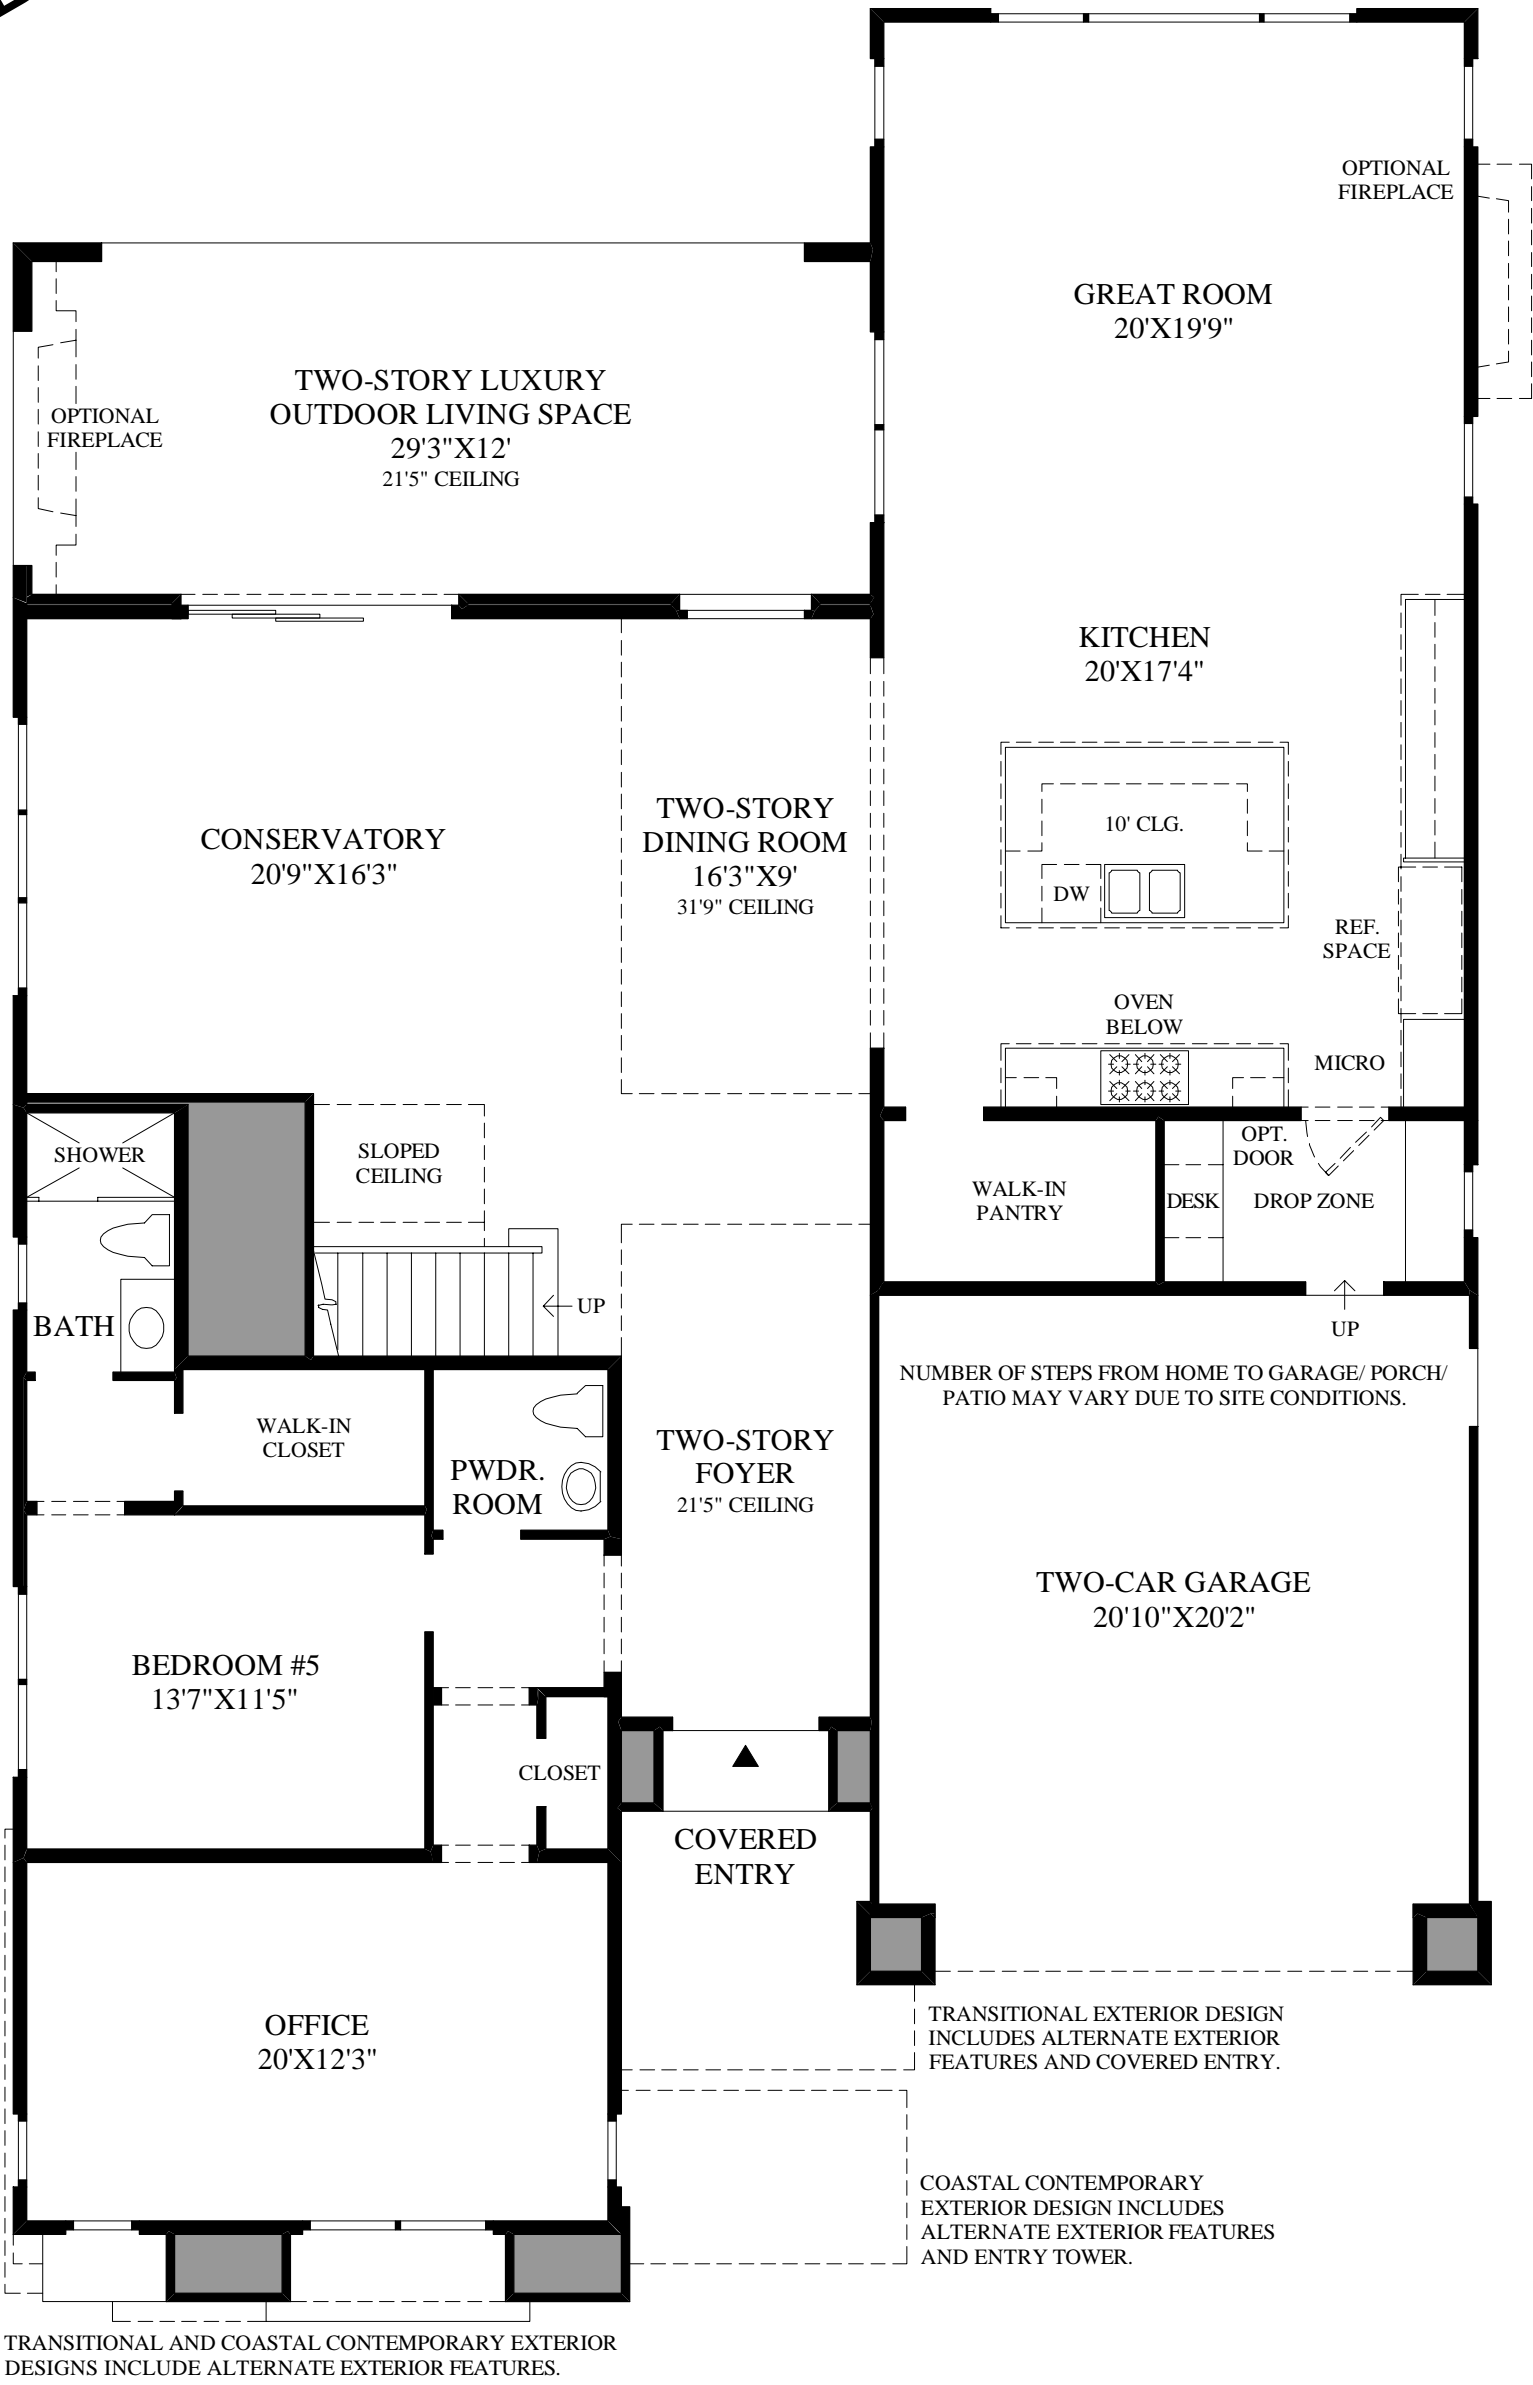 OPTIONAL
FIREPLACE
GREAT ROOM
20'X19'9"
TWO-STORY LUXURY
OUTDOOR LIVING SPACE
29'3"X12'
21'5" CEILING
OPTIONAL
FIREPLACE
KITCHEN
20'X17'4"
CONSERVATORY
20'9"X16'3"
TWO-STORY
DINING ROOM
16'3"X9'
31'9" CEILING
10' CLG.
DW
REF.
SPACE
OVEN
BELOW
MICRO
SHOWER
SLOPED
CEILING
OPT.
DOOR
WALK-IN
PANTRY
DESK
DROP ZONE
BATH
UP
UP
NUMBER OF STEPS FROM HOME TO GARAGE/ PORCH/
PATIO MAY VARY DUE TO SITE CONDITIONS.
WALK-IN
CLOSET
PWDR.
ROOM
TWO-STORY
FOYER
21'5" CEILING
TWO-CAR GARAGE
20'10"X20'2"
BEDROOM #5
13'7"X11'5"
CLOSET
COVERED
ENTRY
OFFICE
20'X12'3"
TRANSITIONAL EXTERIOR DESIGN
INCLUDES ALTERNATE EXTERIOR
FEATURES AND COVERED ENTRY.
COASTAL CONTEMPORARY
EXTERIOR DESIGN INCLUDES
ALTERNATE EXTERIOR FEATURES
AND ENTRY TOWER.
TRANSITIONAL AND COASTAL CONTEMPORARY EXTERIOR
DESIGNS INCLUDE ALTERNATE EXTERIOR FEATURES.